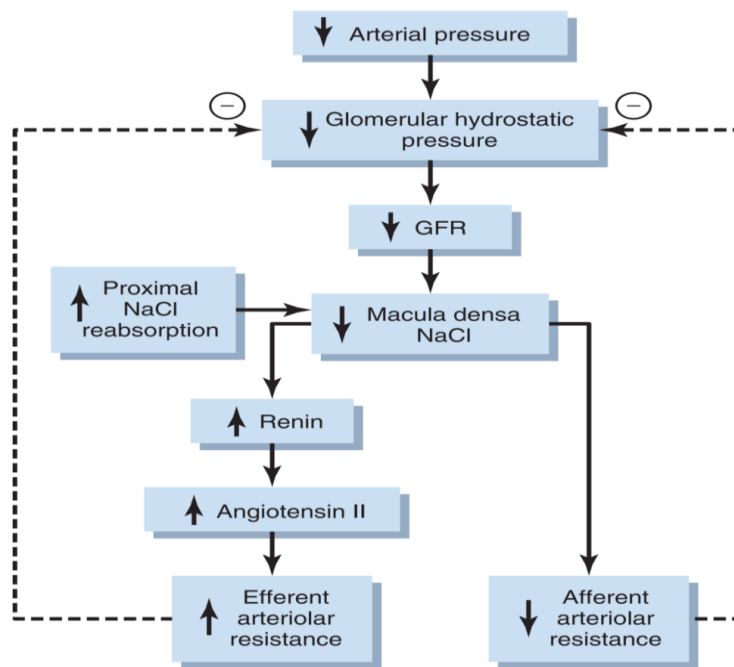 Arterial pressure
−
−
Glomerular hydrostatic
pressure
GFR
Proximal
NaCl
reabsorption
Macula densa
NaCl
Renin
Angiotensin II
Efferent
arteriolar
resistance
Afferent
arteriolar
resistance